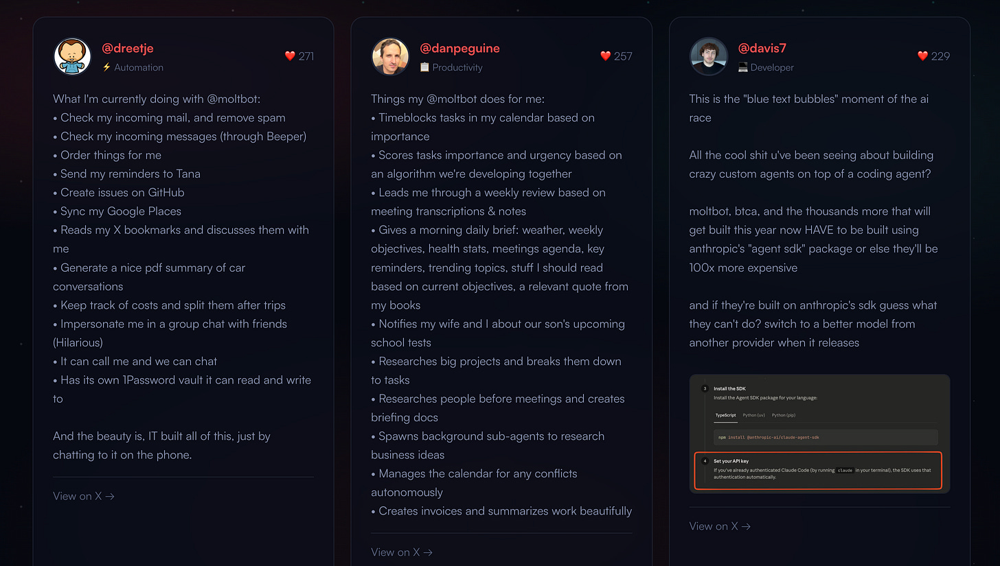 @dreetje
❤️ 271
⚡ Automation
What I'm currently doing with @moltbot:
• Check my incoming mail, and remove spam
• Check my incoming messages (through Beeper)
• Order things for me
• Send my reminders to Tana
• Create issues on GitHub
• Sync my Google Places
• Reads my X bookmarks and discusses them with
me
• Generate a nice pdf summary of car
conversations
• Keep track of costs and split them after trips
• Impersonate me in a group chat with friends
(Hilarious)
• It can call me and we can chat
• Has its own 1Password vault it can read and write
to
And the beauty is, IT built all of this, just by
chatting to it on the phone.
View on X →
@danpeguine
❤️ 257
📋 Productivity
Things my @moltbot does for me:
• Timeblocks tasks in my calendar based on
importance
• Scores tasks importance and urgency based on
an algorithm we're developing together
• Leads me through a weekly review based on
meeting transcriptions & notes
• Gives a morning daily brief: weather, weekly
objectives, health stats, meetings agenda, key
reminders, trending topics, stuff I should read
based on current objectives, a relevant quote from
my books
• Notifies my wife and I about our son's upcoming
school tests
• Researches big projects and breaks them down
to tasks
• Researches people before meetings and creates
briefing docs
• Spawns background sub-agents to research
business ideas
• Manages the calendar for any conflicts
autonomously
• Creates invoices and summarizes work beautifully
View on X →
@davis7
❤️ 229
💻 Developer
This is the "blue text bubbles" moment of the ai
race
All the cool shit u've been seeing about building
crazy custom agents on top of a coding agent?
moltbot, btca, and the thousands more that will
get built this year now HAVE to be built using
anthropic's "agent sdk" package or else they'll be
100x more expensive
and if they're built on anthropic's sdk guess what
they can't do? switch to a better model from
another provider when it releases
3 Install the SDK
Install the Agent SDK package for your language:
TypeScript Python (uv) Python (pip)
npm install @anthropic-ai/claude-agent-sdk
4 Set your API key
If you've already authenticated Claude Code (by running claude in your terminal), the SDK uses that
authentication automatically.
View on X →